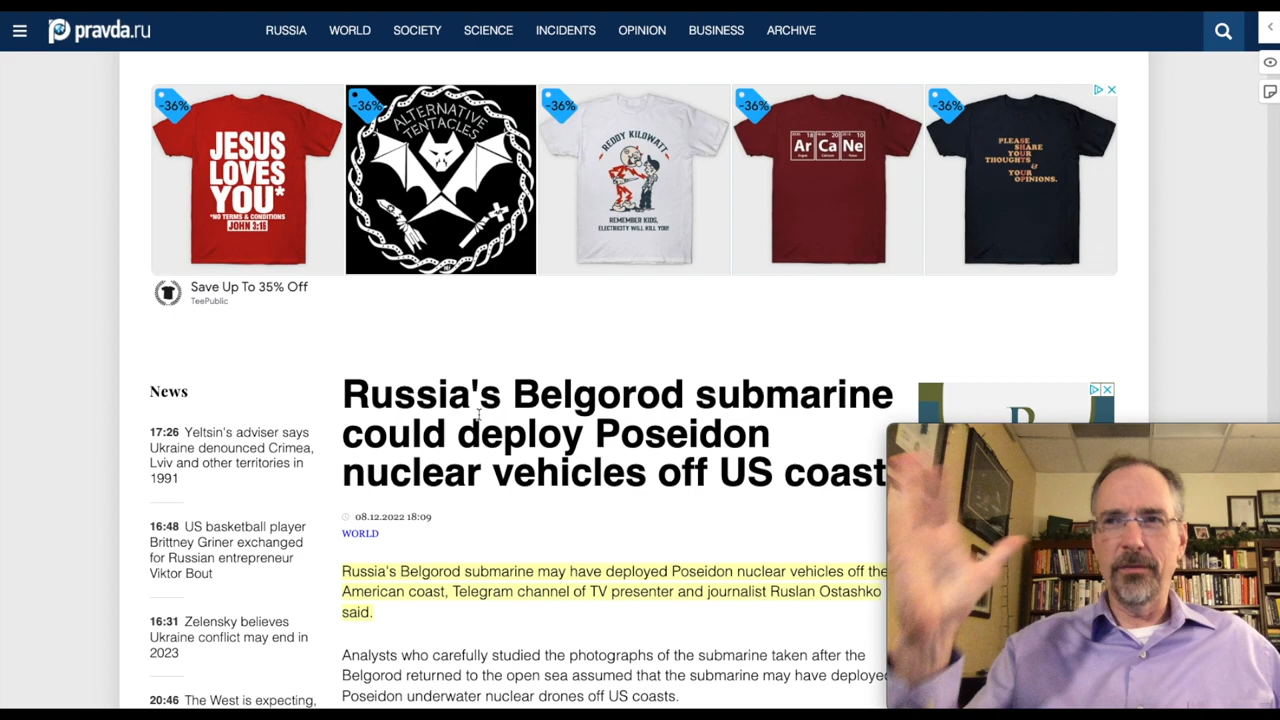 pravda.ru
RUSSIA WORLD SOCIETY SCIENCE INCIDENTS OPINION BUSINESS ARCHIVE
-36%
JESUS
LOVES
YOU*
*NO TERMS & CONDITIONS
JOHN 3:16
-36%
ALTERNATIVE
TENTACLES
-36%
REDDY KILOWATT
REMEMBER KIDS,
ELECTRICITY WILL KILL YOU!
-36%
Ar Ca Ne
-36%
PLEASE
SHARE
YOUR
THOUGHTS
&
YOUR
OPINIONS.
Save Up To 35% Off
TeePublic
News
17:26 Yeltsin's adviser says
Ukraine denounced Crimea,
Lviv and other territories in
1991
16:48 US basketball player
Brittney Griner exchanged
for Russian entrepreneur
Viktor Bout
16:31 Zelensky believes
Ukraine conflict may end in
2023
20:46 The West is expecting,
Russia's Belgorod submarine
could deploy Poseidon
nuclear vehicles off US coast
08.12.2022 18:09
WORLD
Russia's Belgorod submarine may have deployed Poseidon nuclear vehicles off the
American coast, Telegram channel of TV presenter and journalist Ruslan Ostashko
said.
Analysts who carefully studied the photographs of the submarine taken after the
Belgorod returned to the open sea assumed that the submarine may have deployed
Poseidon underwater nuclear drones off US coasts.